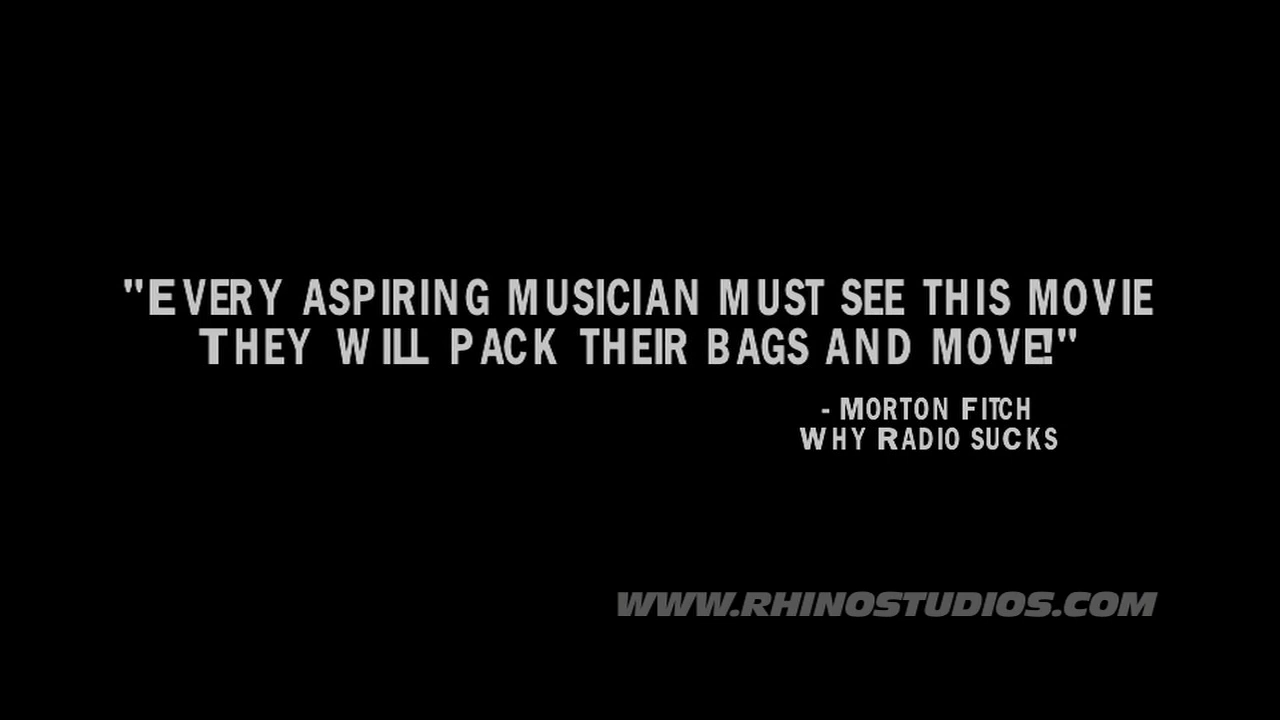 "EVERY ASPIRING MUSICIAN MUST SEE THIS MOVIE
THEY WILL PACK THEIR BAGS AND MOVE!"
- MORTON FITCH
WHY RADIO SUCKS
WWW.RHINOSTUDIOS.COM